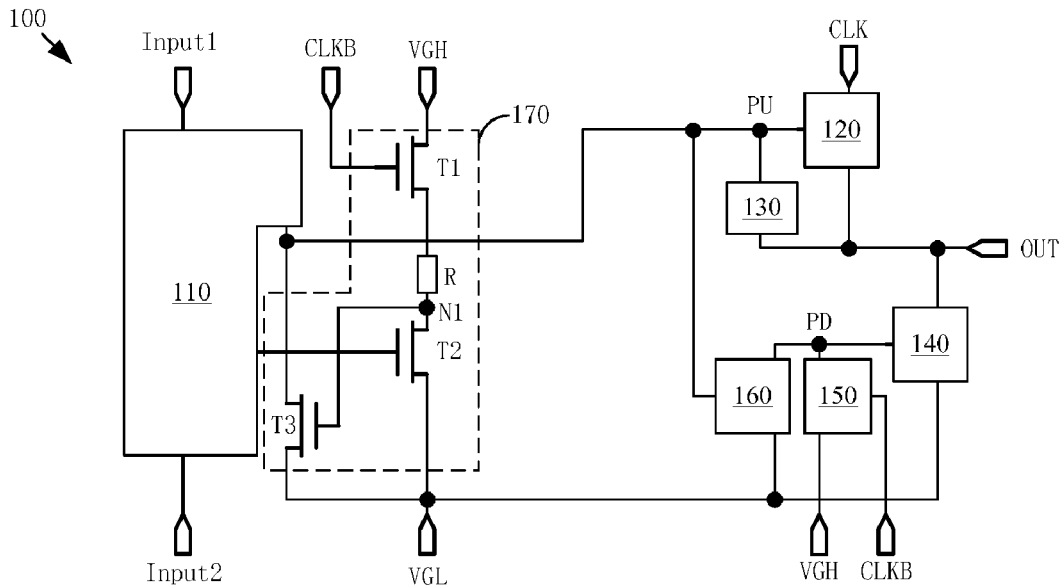 100
Input1
CLKB
VGH
CLK
170
PU
120
T1
130
OUT
R
110
N1
PD
140
T2
160
150
T3
Input2
VGL
VGH
CLKB